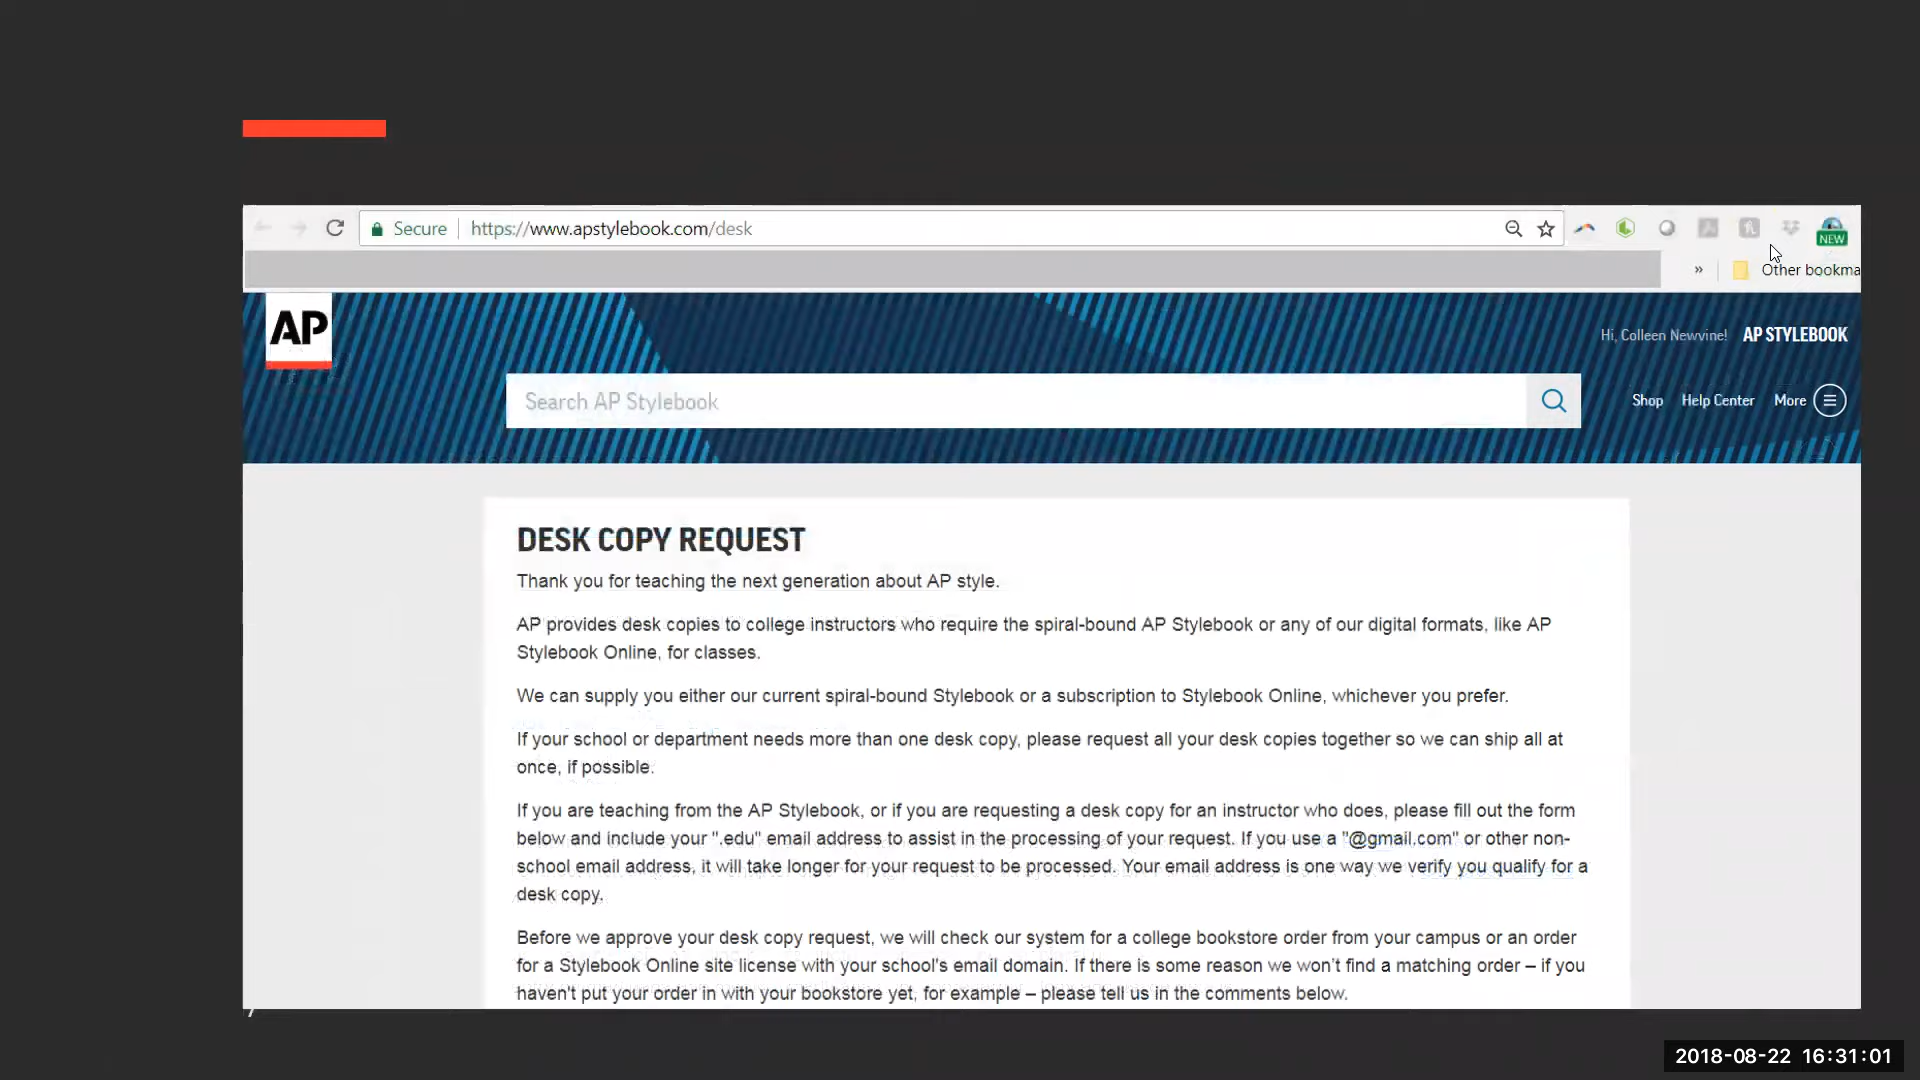 Secure https://www.apstylebook.com/desk
NEW
» Other bookma
AP
Hi, Colleen Newvine! AP STYLEBOOK
Search AP Stylebook
Shop Help Center More
DESK COPY REQUEST
Thank you for teaching the next generation about AP style.
AP provides desk copies to college instructors who require the spiral-bound AP Stylebook or any of our digital formats, like AP
Stylebook Online, for classes.
We can supply you either our current spiral-bound Stylebook or a subscription to Stylebook Online, whichever you prefer.
If your school or department needs more than one desk copy, please request all your desk copies together so we can ship all at
once, if possible.
If you are teaching from the AP Stylebook, or if you are requesting a desk copy for an instructor who does, please fill out the form
below and include your ".edu" email address to assist in the processing of your request. If you use a "@gmail.com" or other non-
school email address, it will take longer for your request to be processed. Your email address is one way we verify you qualify for a
desk copy.
Before we approve your desk copy request, we will check our system for a college bookstore order from your campus or an order
for a Stylebook Online site license with your school's email domain. If there is some reason we won't find a matching order – if you
haven't put your order in with your bookstore yet, for example – please tell us in the comments below.
2018-08-22 16:31:01